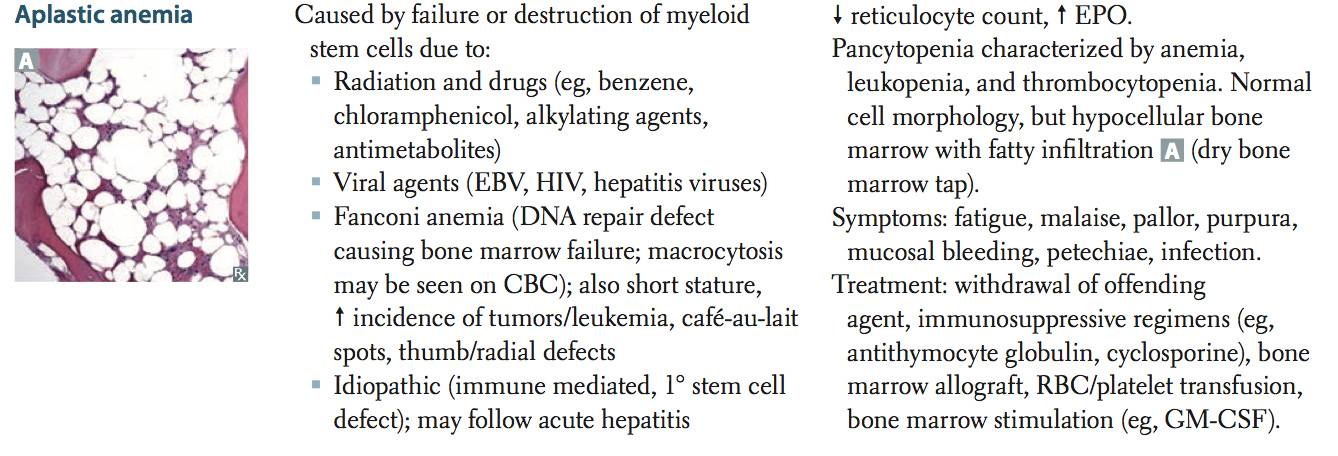 Aplastic anemia
A
℞
Caused by failure or destruction of myeloid
stem cells due to:
▪ Radiation and drugs (eg, benzene,
chloramphenicol, alkylating agents,
antimetabolites)
▪ Viral agents (EBV, HIV, hepatitis viruses)
▪ Fanconi anemia (DNA repair defect
causing bone marrow failure; macrocytosis
may be seen on CBC); also short stature,
↑ incidence of tumors/leukemia, café-au-lait
spots, thumb/radial defects
▪ Idiopathic (immune mediated, 1° stem cell
defect); may follow acute hepatitis
↓ reticulocyte count, ↑ EPO.
Pancytopenia characterized by anemia,
leukopenia, and thrombocytopenia. Normal
cell morphology, but hypocellular bone
marrow with fatty infiltration A (dry bone
marrow tap).
Symptoms: fatigue, malaise, pallor, purpura,
mucosal bleeding, petechiae, infection.
Treatment: withdrawal of offending
agent, immunosuppressive regimens (eg,
antithymocyte globulin, cyclosporine), bone
marrow allograft, RBC/platelet transfusion,
bone marrow stimulation (eg, GM-CSF).